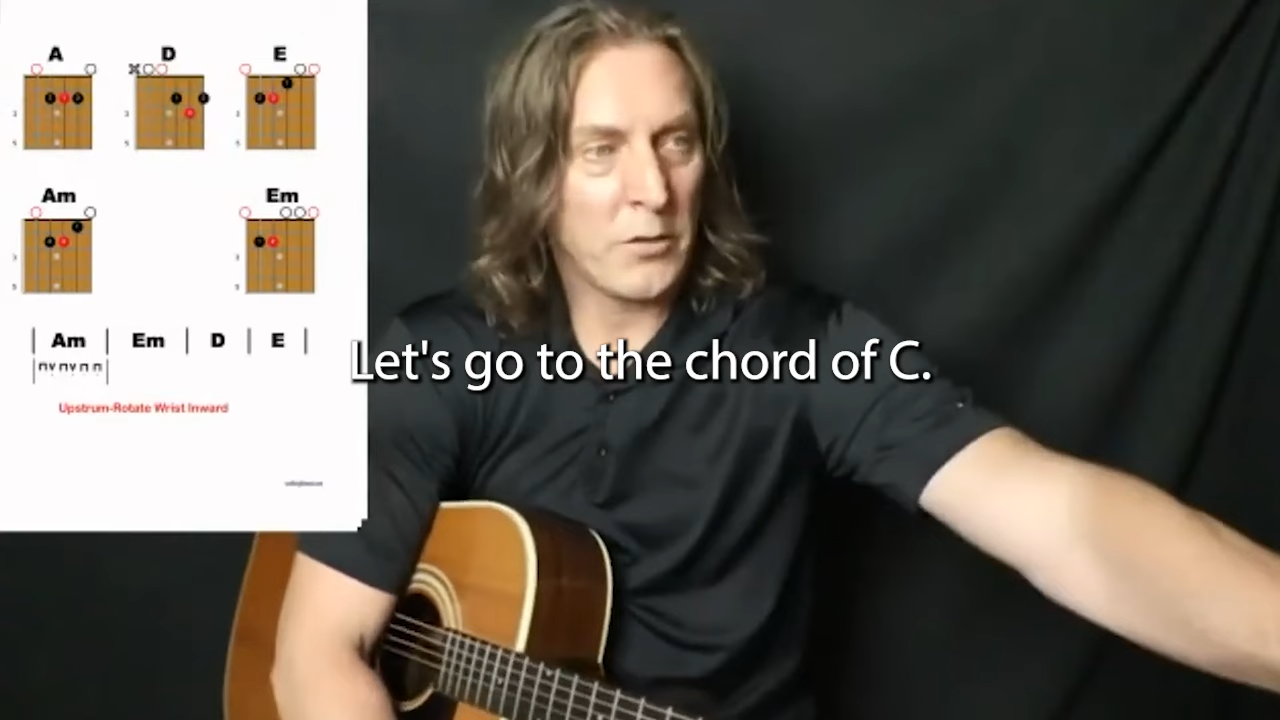 A D E
Am Em
| Am | Em | D | E |
Upstrum-Rotate Wrist Inward
Let's go to the chord of C.